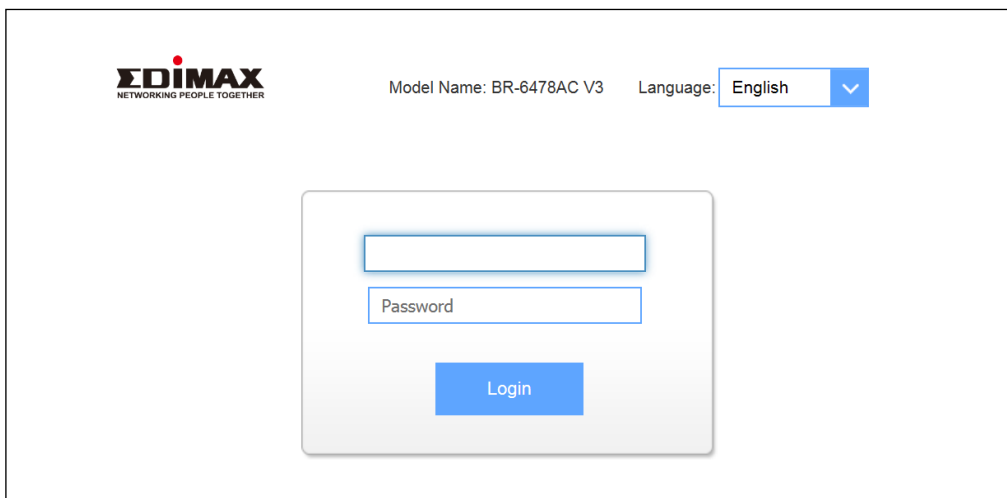 EDiMAX
NETWORKING PEOPLE TOGETHER
Model Name: BR-6478AC V3 Language: English
Password
Login